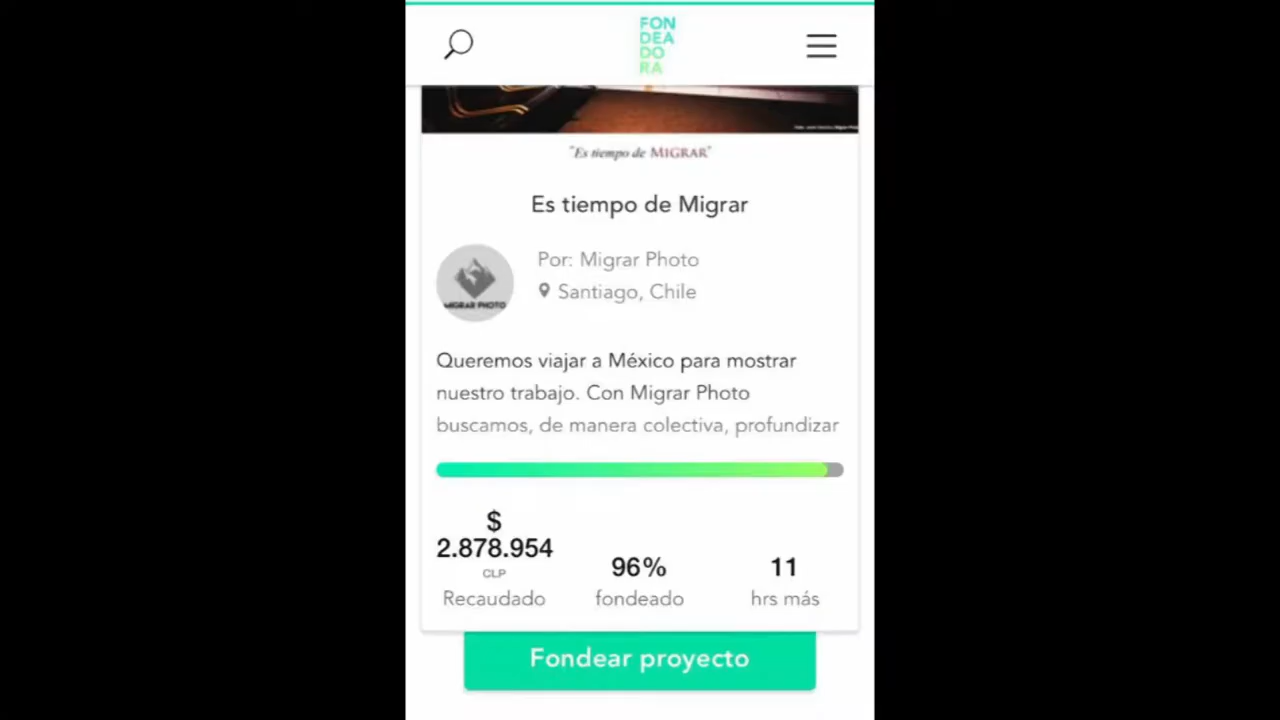 FON
DEA
DO
RA
"Es tiempo de MIGRAR"
Es tiempo de Migrar
Por: Migrar Photo
Santiago, Chile
MIGRAR PHOTO
Queremos viajar a México para mostrar
nuestro trabajo. Con Migrar Photo
buscamos, de manera colectiva, profundizar
$
2.878.954
CLP
Recaudado
96%
fondeado
11
hrs más
Fondear proyecto